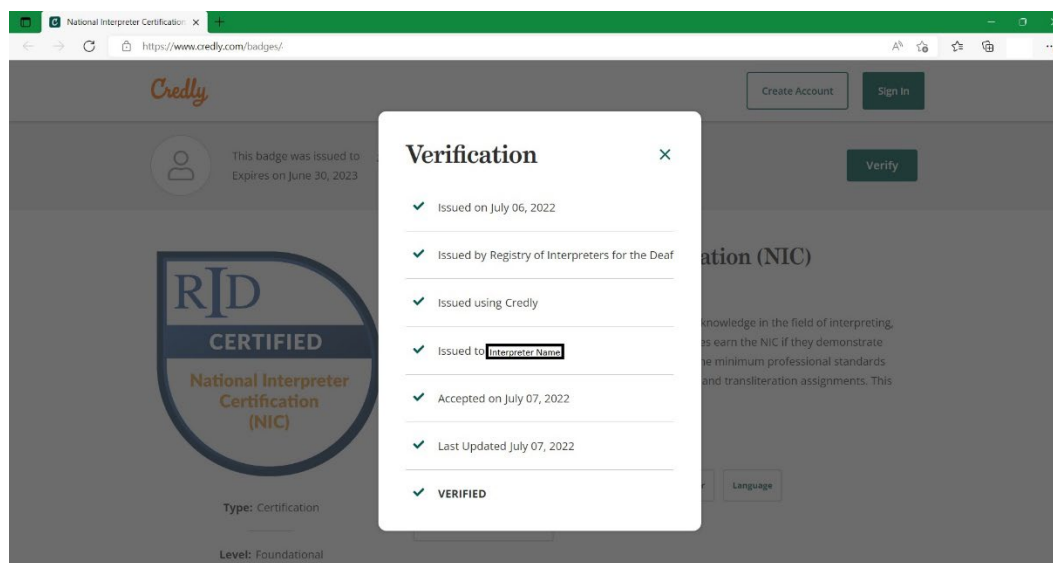 National Interpreter Certification
https://www.credly.com/badges/
Credly
Create Account
Sign In
This badge was issued to
Expires on June 30, 2023
Verify
Verification
Issued on July 06, 2022
Issued by Registry of Interpreters for the Deaf
Issued using Credly
Issued to Interpreter Name
Accepted on July 07, 2022
Last Updated July 07, 2022
VERIFIED
RID
CERTIFIED
National Interpreter
Certification
(NIC)
Type: Certification
Level: Foundational
ation (NIC)
knowledge in the field of interpreting,
es earn the NIC if they demonstrate
minimum professional standards
and transliteration assignments. This
Language